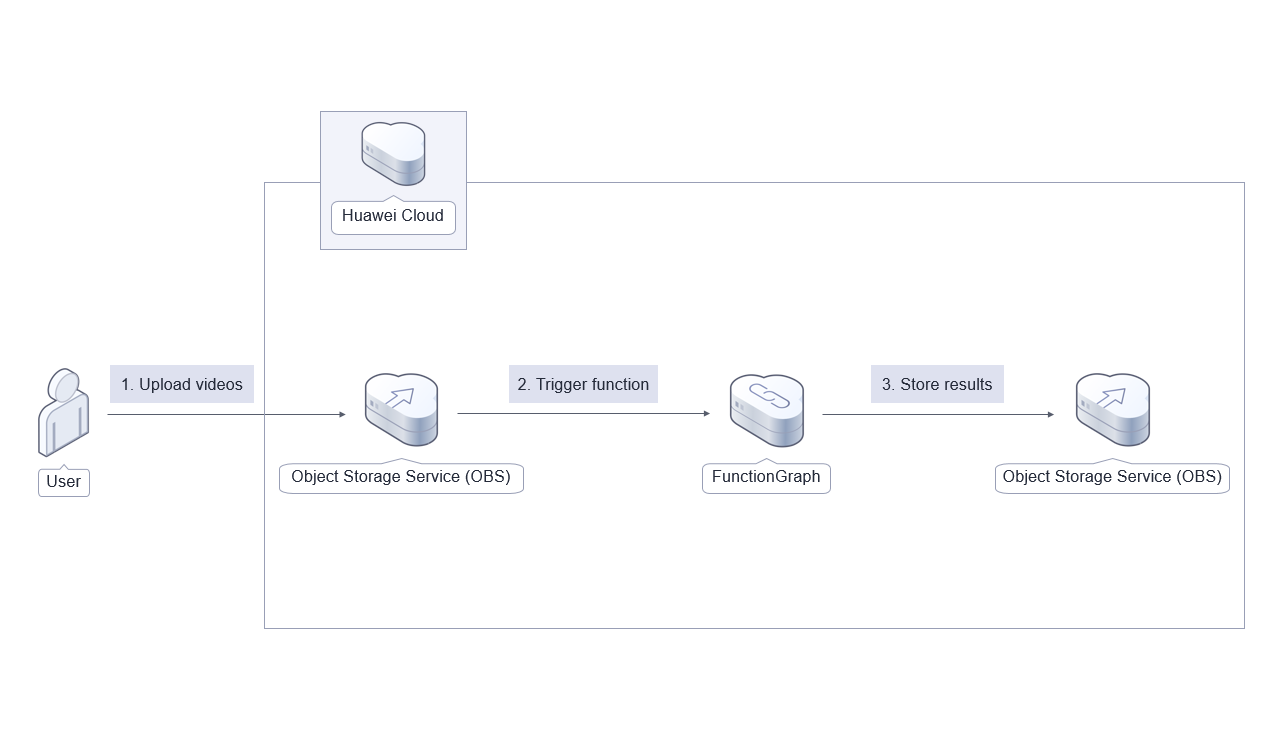 Huawei Cloud
1. Upload videos
2. Trigger function
3. Store results
User
Object Storage Service (OBS)
FunctionGraph
Object Storage Service (OBS)